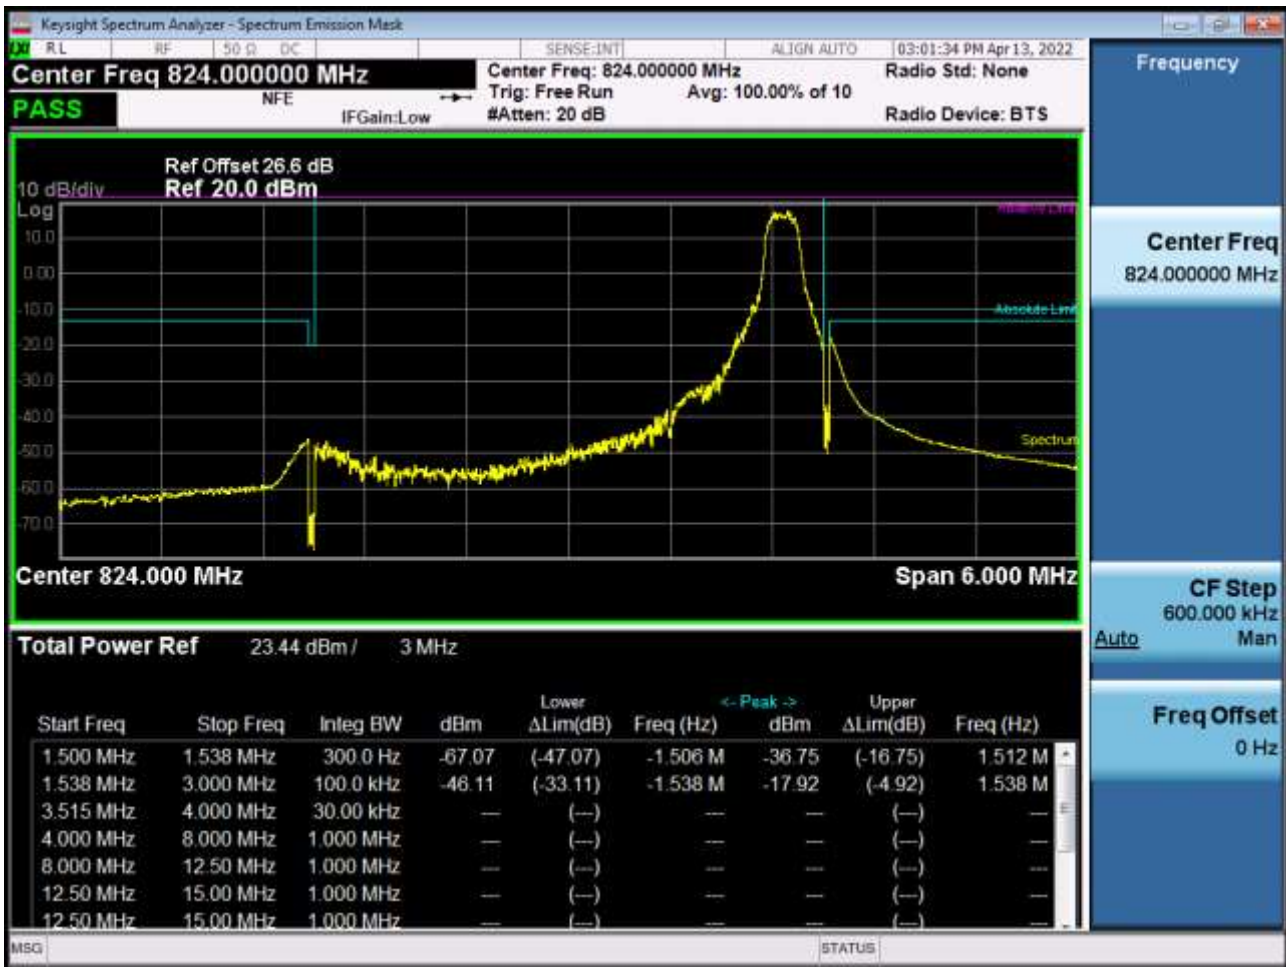 Keysight Spectrum Analyzer - Spectrum Emission Mask
LXI RL RF 50 Ω DC SENSE:INT ALIGN AUTO 03:01:34 PM Apr 13, 2022
Center Freq 824.000000 MHz Center Freq: 824.000000 MHz Radio Std: None
PASS NFE Trig: Free Run Avg: 100.00% of 10
IFGain:Low #Atten: 20 dB Radio Device: BTS
Ref Offset 26.6 dB
10 dB/div Ref 20.0 dBm
Log
Relative Limit
10.0
0.00
-10.0
Absolute Limit
-20.0
-30.0
-40.0
-50.0
Spectrum
-60.0
-70.0
Center 824.000 MHz Span 6.000 MHz
Total Power Ref 23.44 dBm / 3 MHz
Lower <- Peak -> Upper
Start Freq Stop Freq Integ BW dBm ΔLim(dB) Freq (Hz) dBm ΔLim(dB) Freq (Hz)
1.500 MHz 1.538 MHz 300.0 Hz -67.07 (-47.07) -1.506 M -36.75 (-16.75) 1.512 M
1.538 MHz 3.000 MHz 100.0 kHz -46.11 (-33.11) -1.538 M -17.92 (-4.92) 1.538 M
3.515 MHz 4.000 MHz 30.00 kHz --- (---) --- --- (---) ---
4.000 MHz 8.000 MHz 1.000 MHz --- (---) --- --- (---) ---
8.000 MHz 12.50 MHz 1.000 MHz --- (---) --- --- (---) ---
12.50 MHz 15.00 MHz 1.000 MHz --- (---) --- --- (---) ---
12.50 MHz 15.00 MHz 1.000 MHz --- (---) --- --- (---) ---
MSG STATUS
Frequency
Center Freq
824.000000 MHz
CF Step
600.000 kHz
Auto Man
Freq Offset
0 Hz